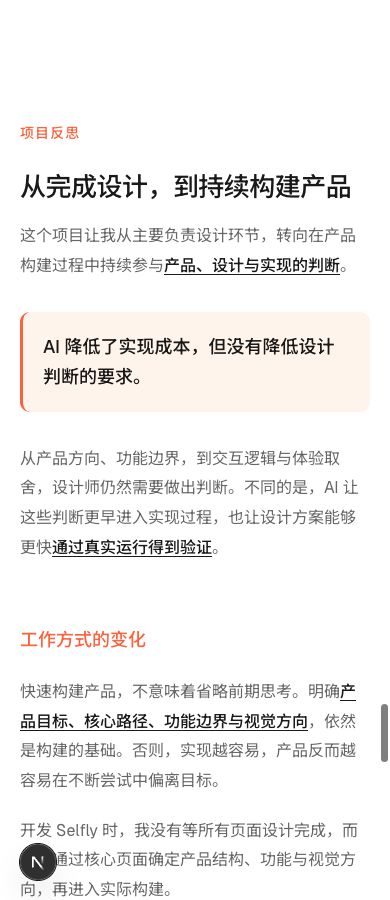 项目反思
从完成设计，到持续构建产品
这个项目让我从主要负责设计环节，转向在产品
构建过程中持续参与产品、设计与实现的判断。
AI 降低了实现成本，但没有降低设计
判断的要求。
从产品方向、功能边界，到交互逻辑与体验取
舍，设计师仍然需要做出判断。不同的是，AI 让
这些判断更早进入实现过程，也让设计方案能够
更快通过真实运行得到验证。
工作方式的变化
快速构建产品，不意味着省略前期思考。明确产
品目标、核心路径、功能边界与视觉方向，依然
是构建的基础。否则，实现越容易，产品反而越
容易在不断尝试中偏离目标。
开发 Selfly 时，我没有等所有页面设计完成，而
N 通过核心页面确定产品结构、功能与视觉方
向，再进入实际构建。